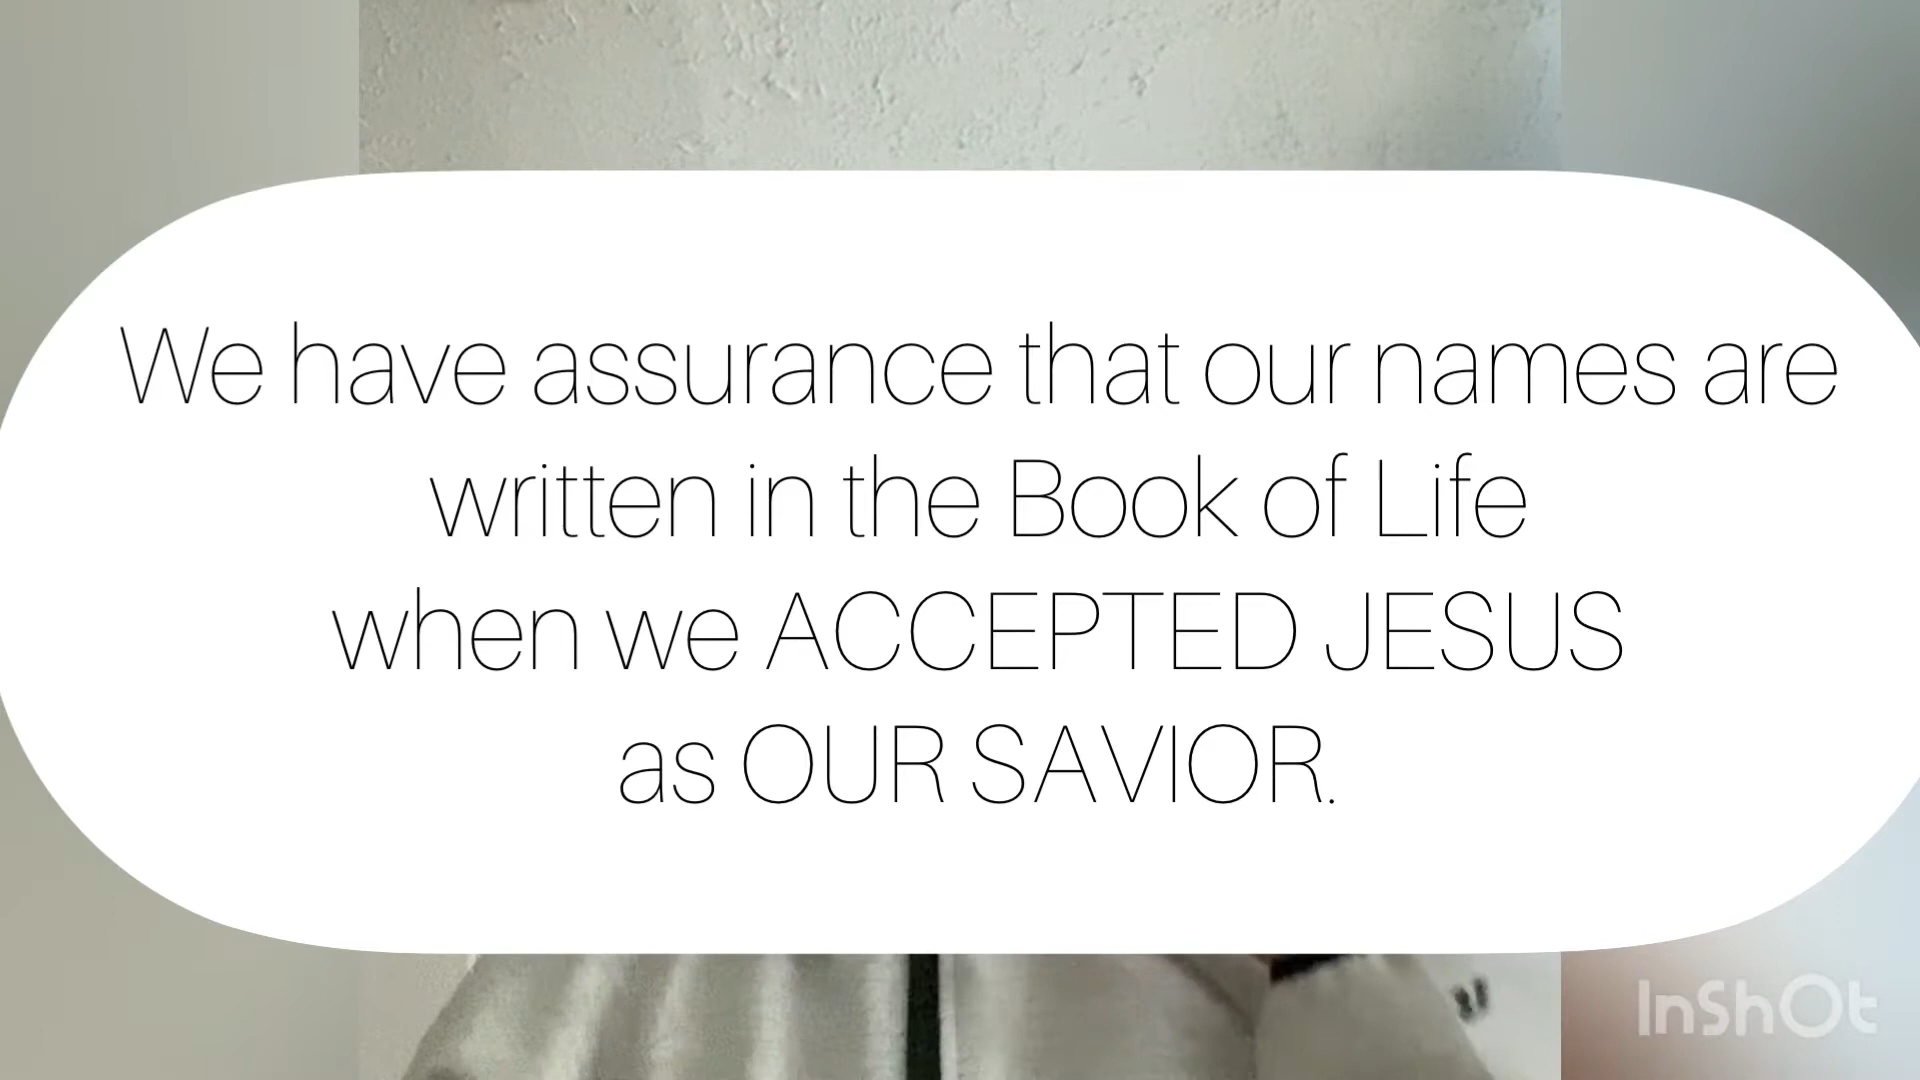 We have assurance that our names are
written in the Book of Life
when we ACCEPTED JESUS
as OUR SAVIOR.
InShOt